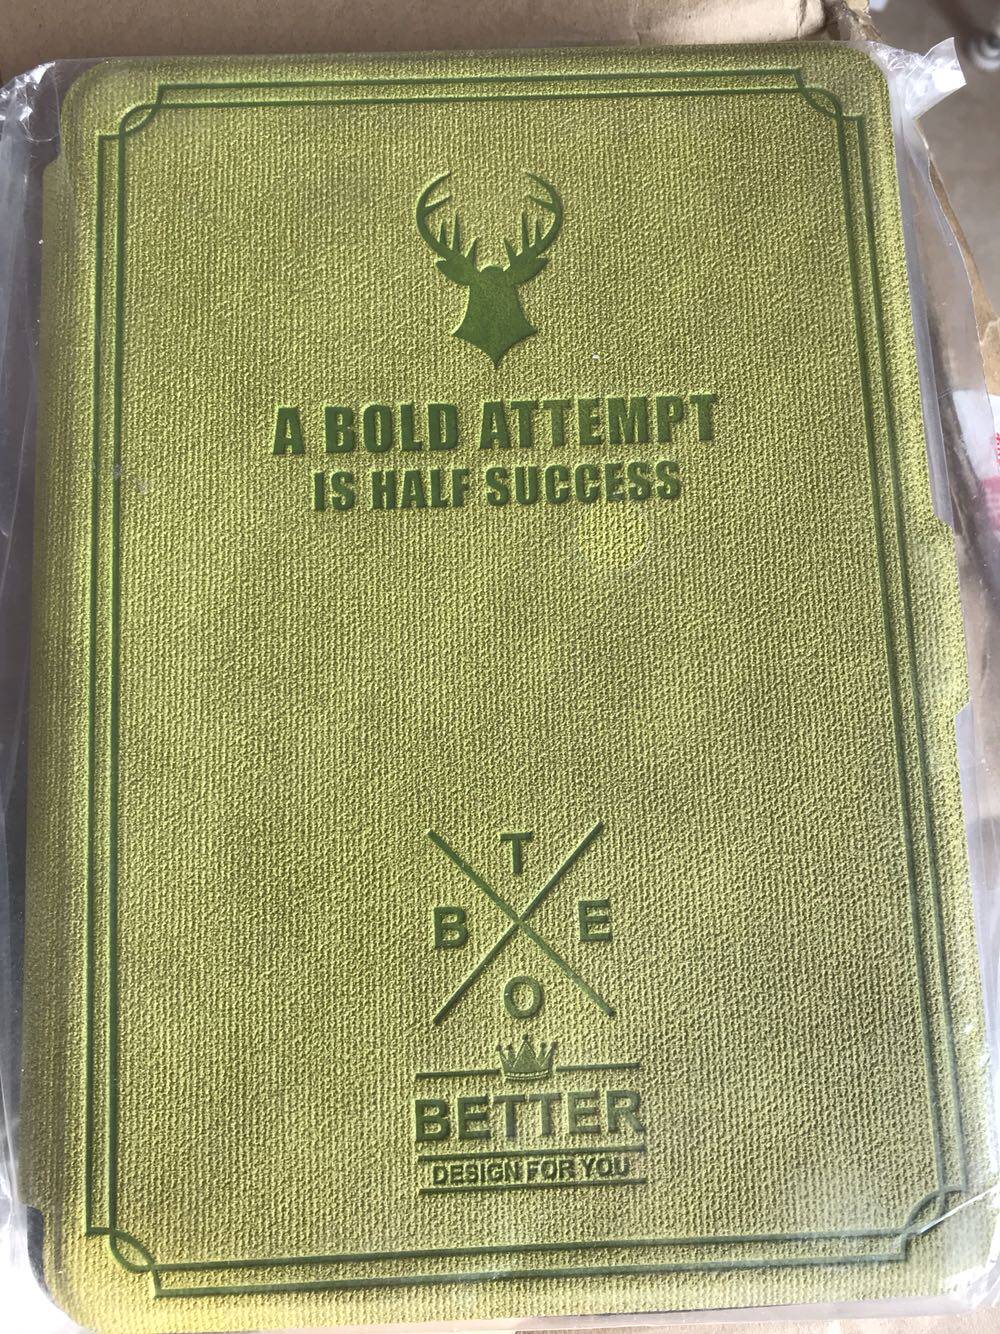 A BOLD ATTEMPT
IS HALF SUCCESS
T
B E
O
BETTER
DESIGN FOR YOU